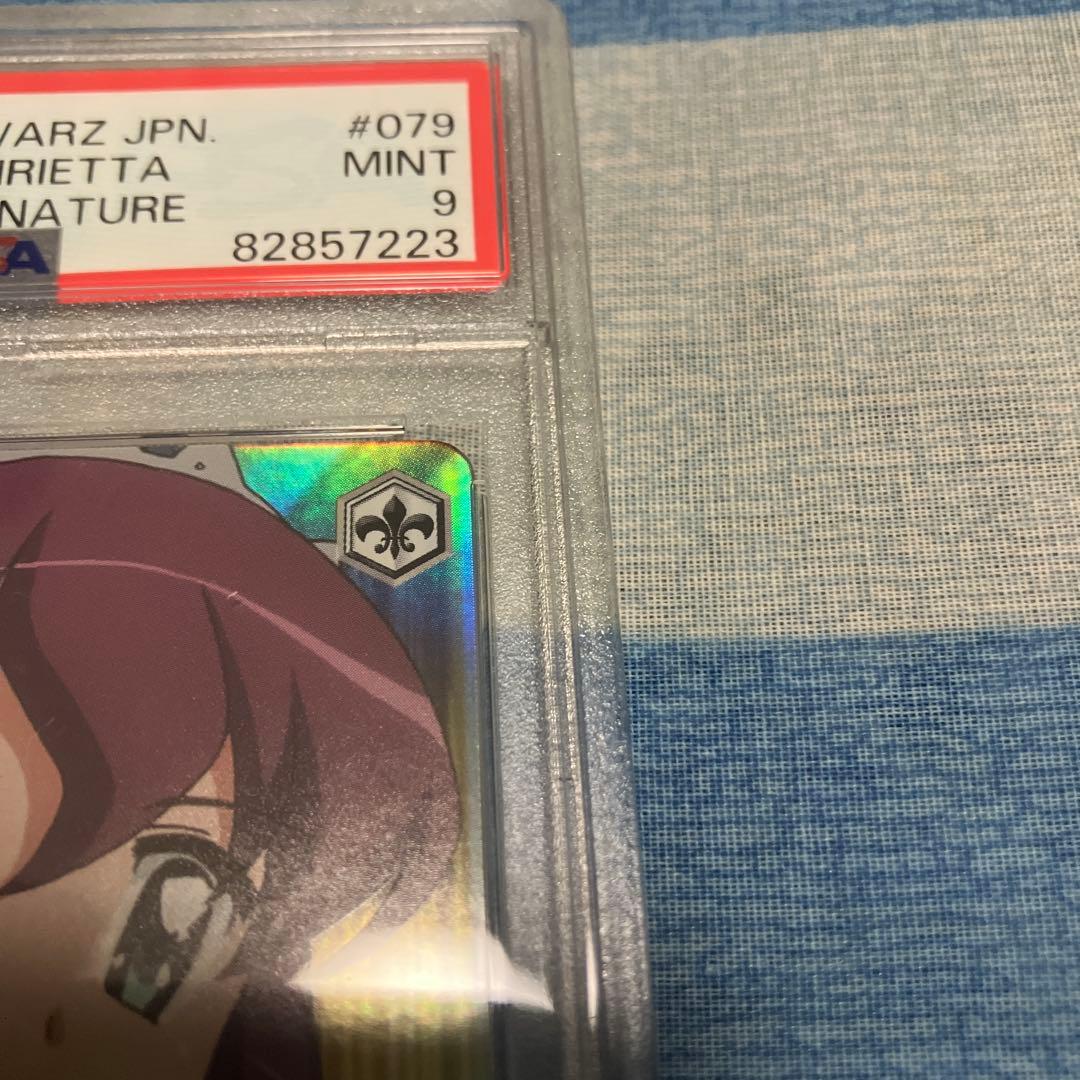 VARZ JPN. #079
RIETTA MINT
NATURE 9
82857223